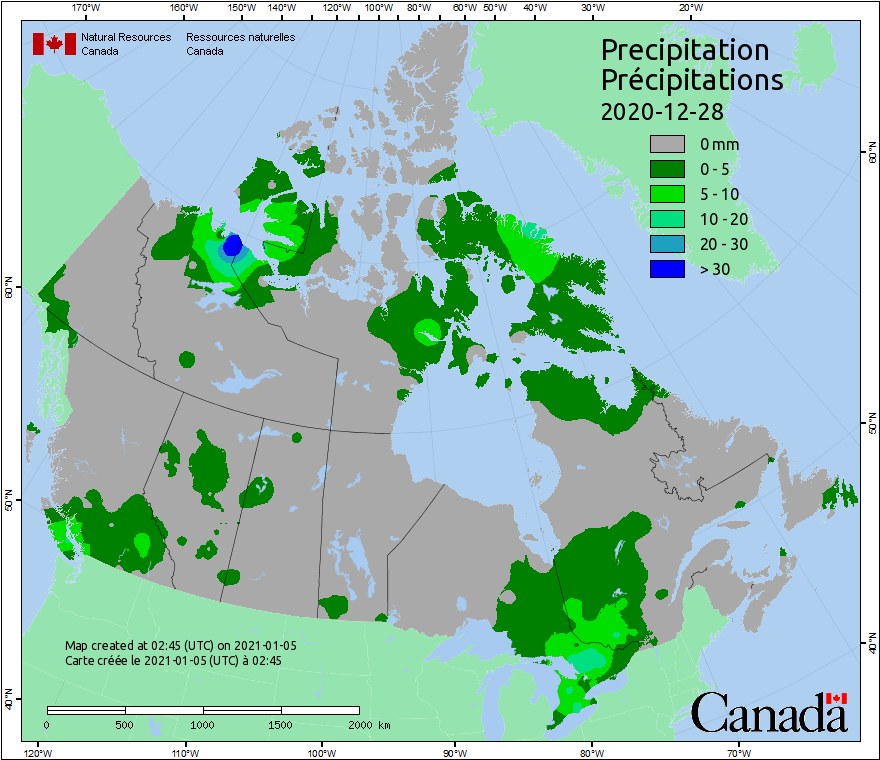 170°W 160°W 150°W 140°W 120°W 100°W 80°W 60°W 50°W 40°W 30°W 20°W
Natural Resources Ressources naturelles
Canada Canada
Precipitation
Précipitations
2020-12-28
0 mm
0 - 5
5 - 10
10 - 20
20 - 30
> 30
60°N
60°N
50°N
50°N
40°N
40°N
Map created at 02:45 (UTC) on 2021-01-05
Carte créée le 2021-01-05 (UTC) à 02:45
0 500 1000 1500 2000 km
Canada
120°W 110°W 100°W 90°W 80°W 70°W